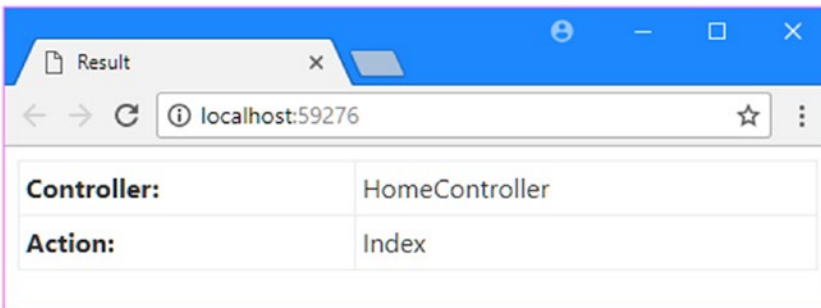 Result
localhost:59276
Controller: HomeController
Action: Index